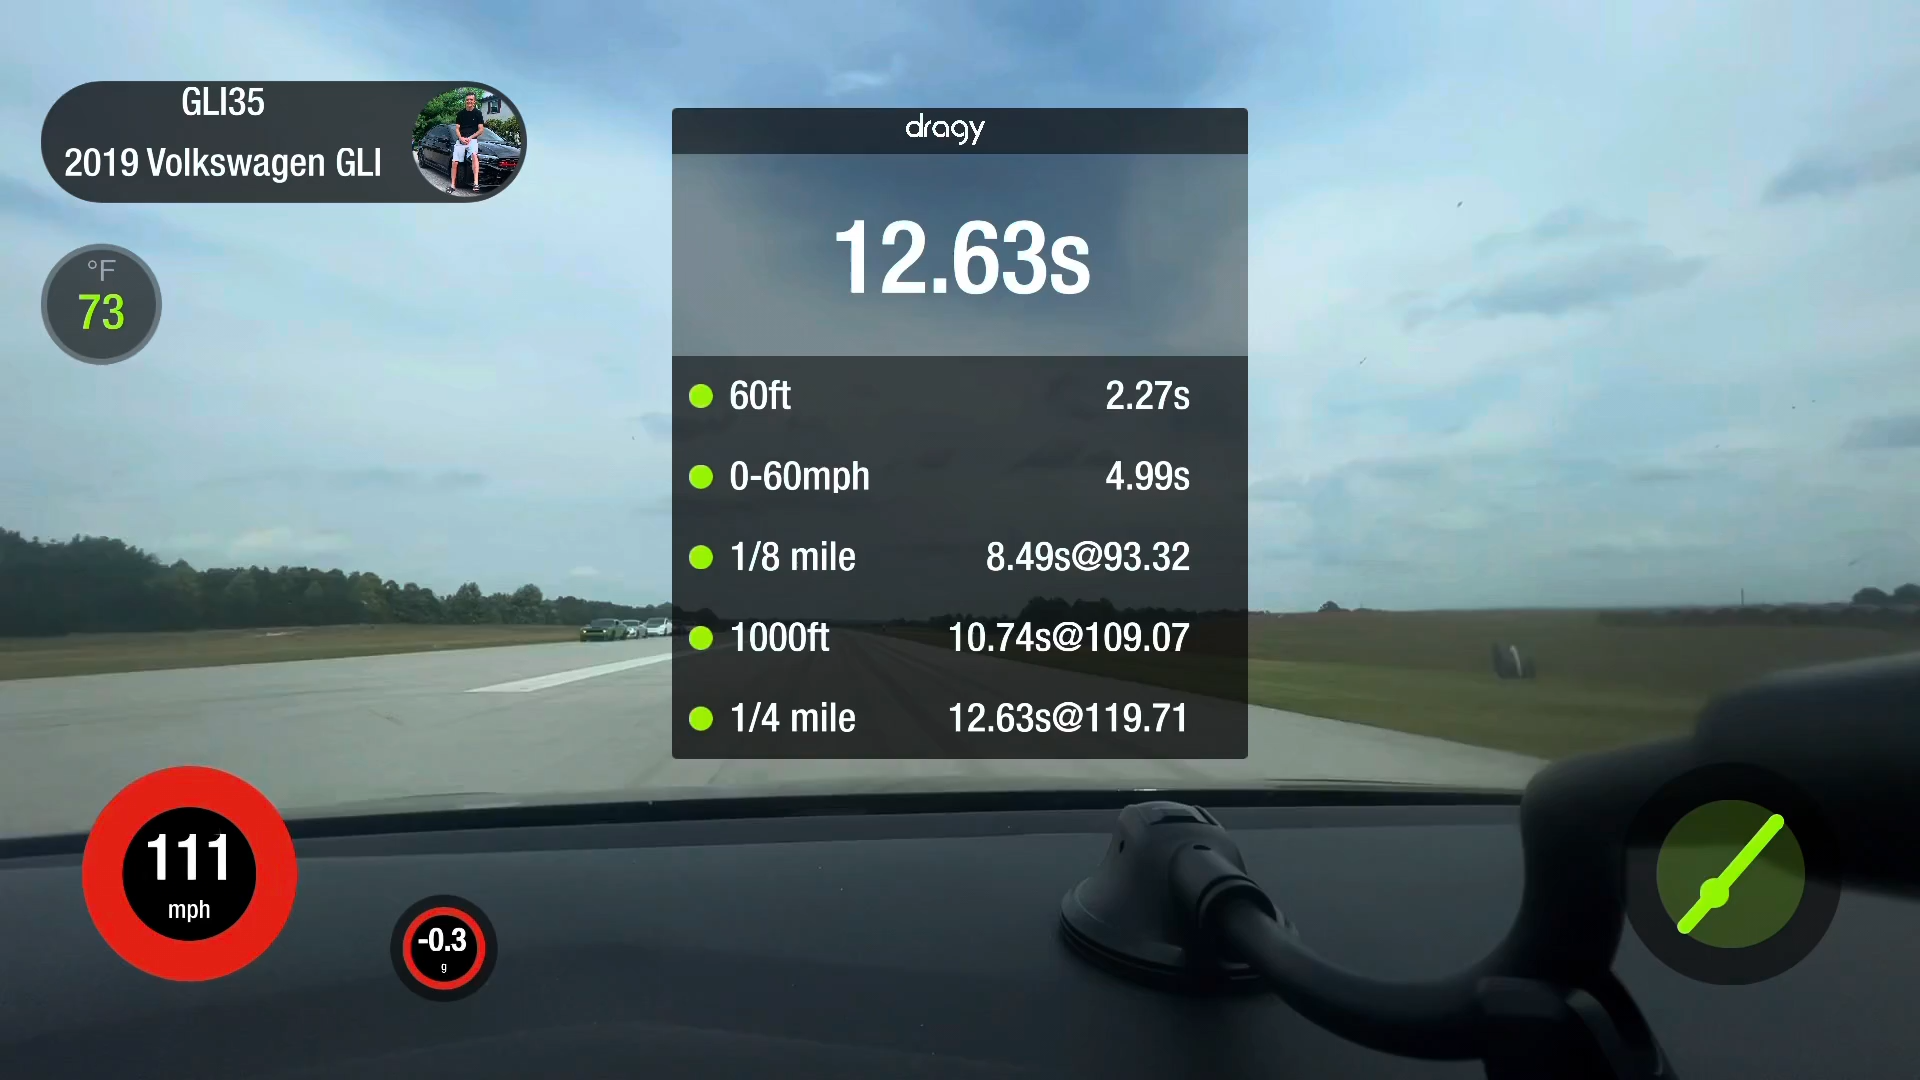 GLI35
2019 Volkswagen GLI
°F
73
dragy
12.63s
60ft 2.27s
0-60mph 4.99s
1/8 mile 8.49s@93.32
1000ft 10.74s@109.07
1/4 mile 12.63s@119.71
111
mph
-0.3
g